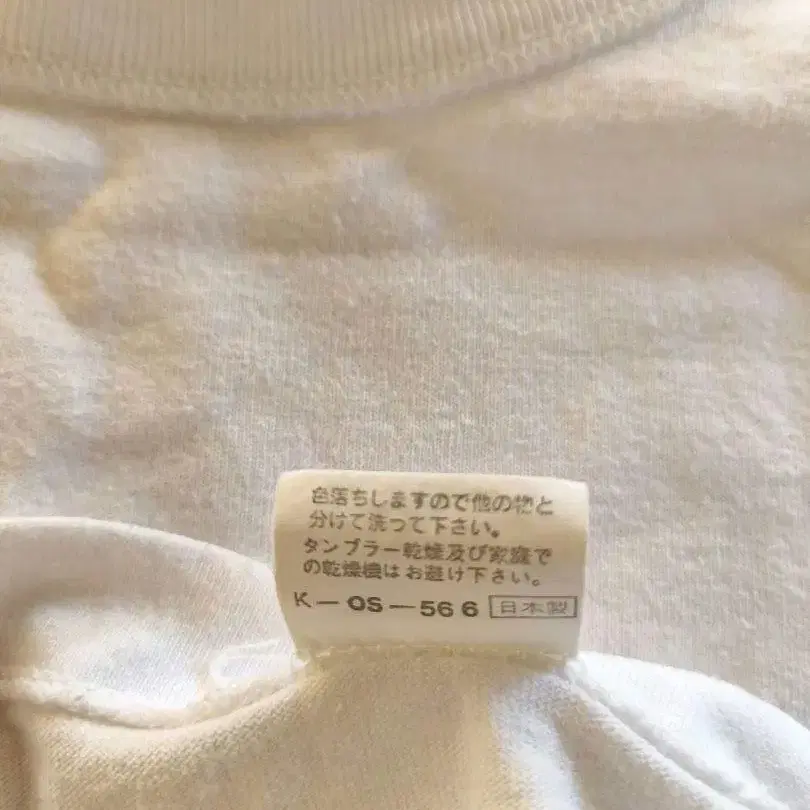 色落ちしますので他の物と
分けて洗って下さい。
タンブラー乾燥及び家庭で
の乾燥機はお避け下さい。
K－OS－566 日本製